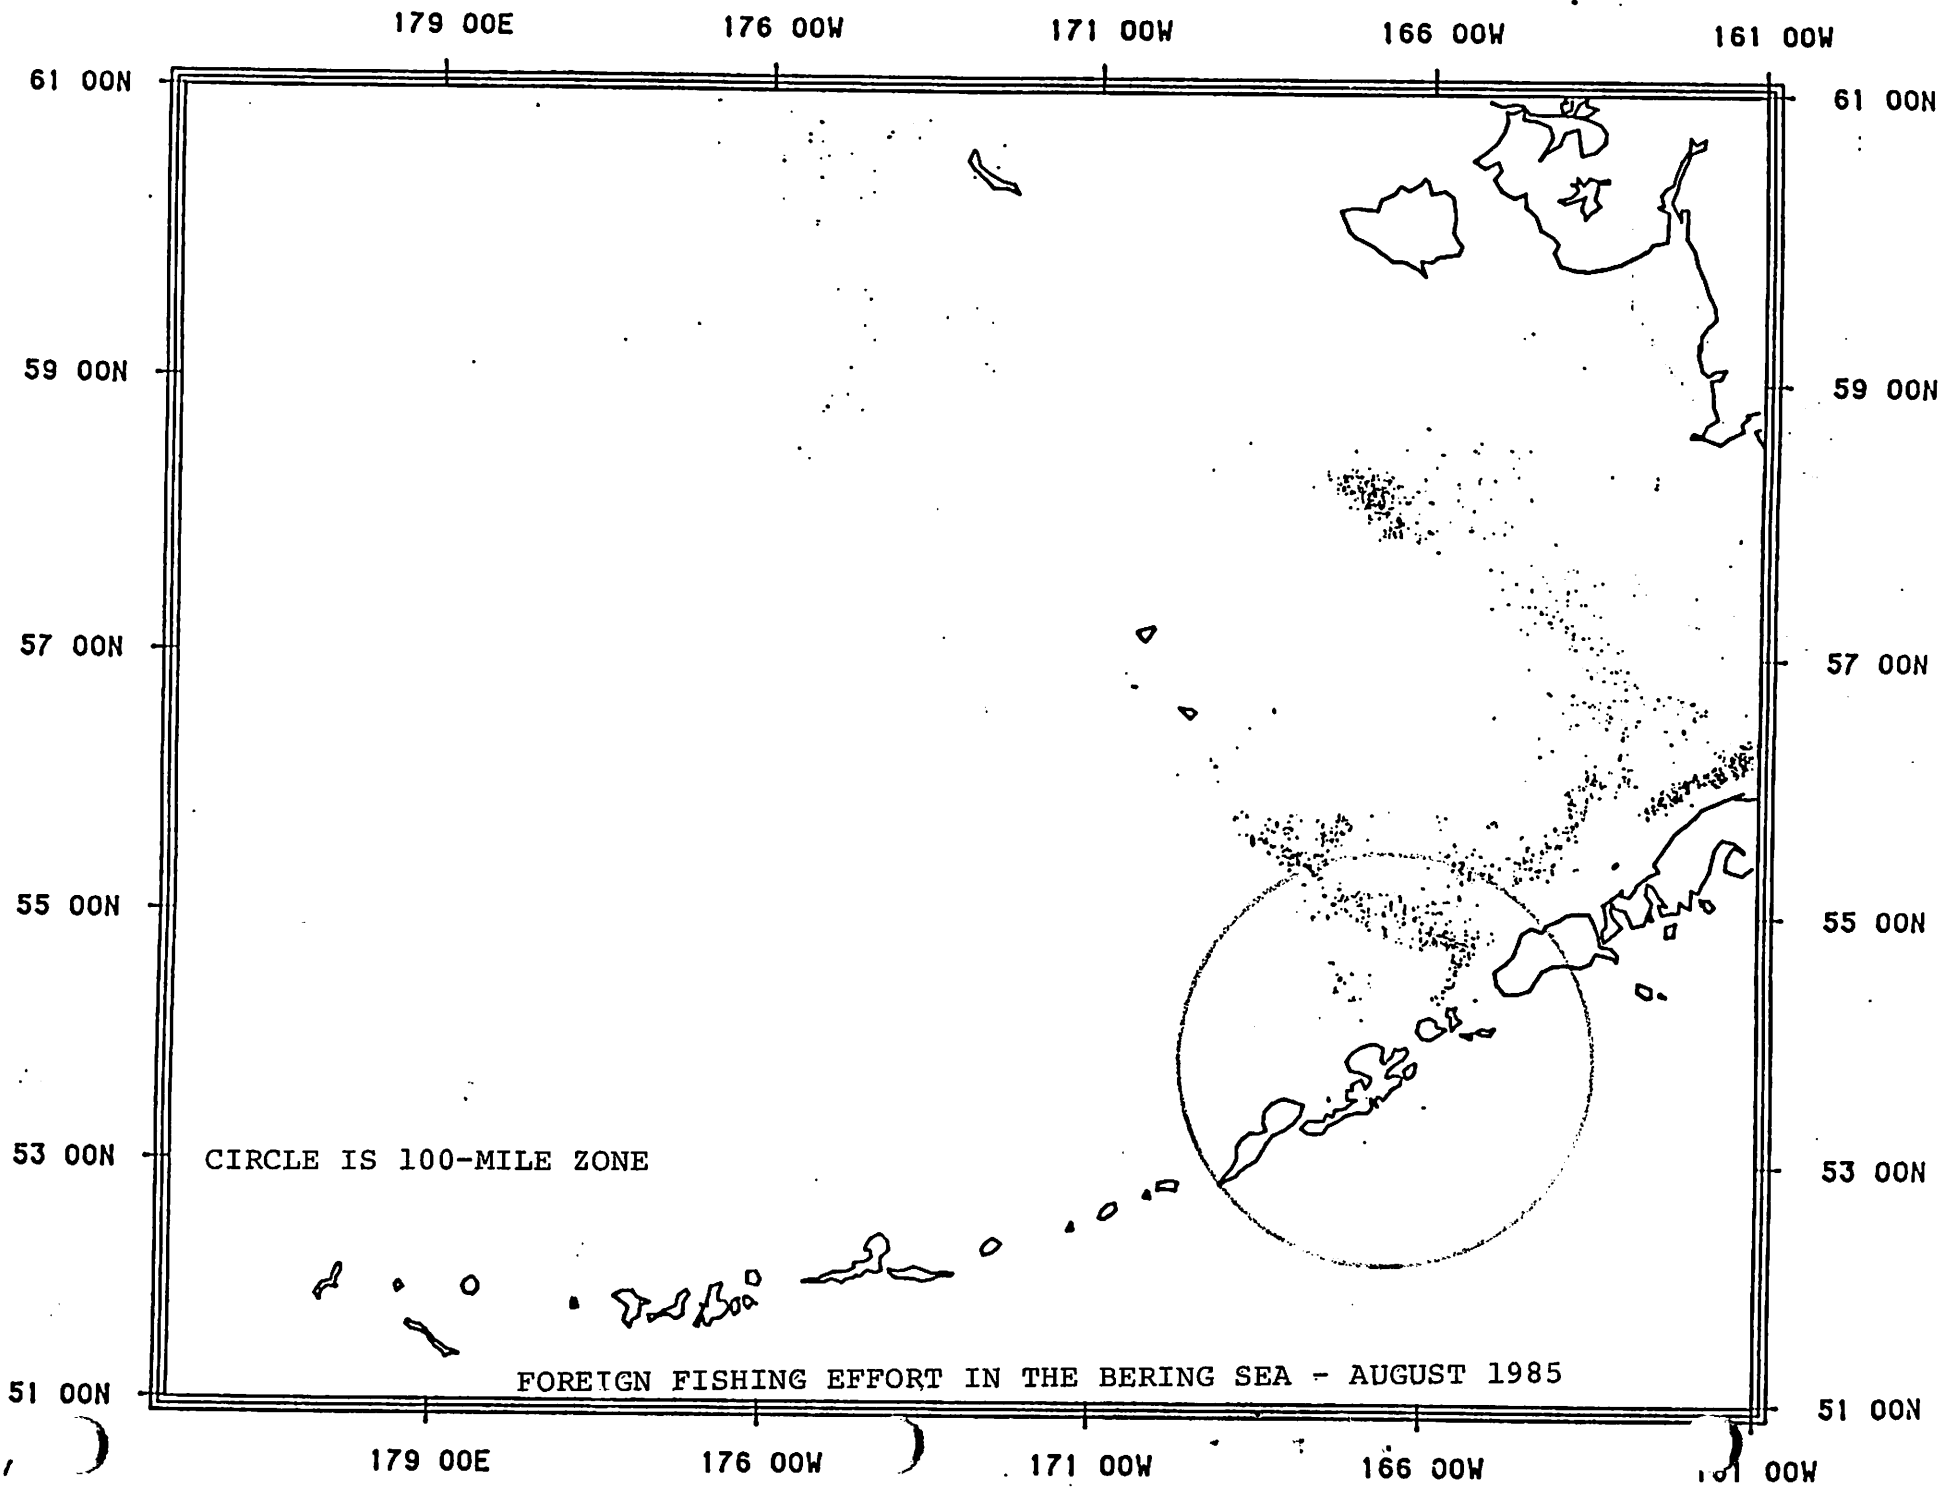 179 00E 176 00W 171 00W 166 00W 161 00W
61 00N 61 00N
59 00N 59 00N
57 00N 57 00N
55 00N 55 00N
53 00N 53 00N
CIRCLE IS 100-MILE ZONE
FOREIGN FISHING EFFORT IN THE BERING SEA - AUGUST 1985
51 00N 51 00N
179 00E 176 00W 171 00W 166 00W 161 00W